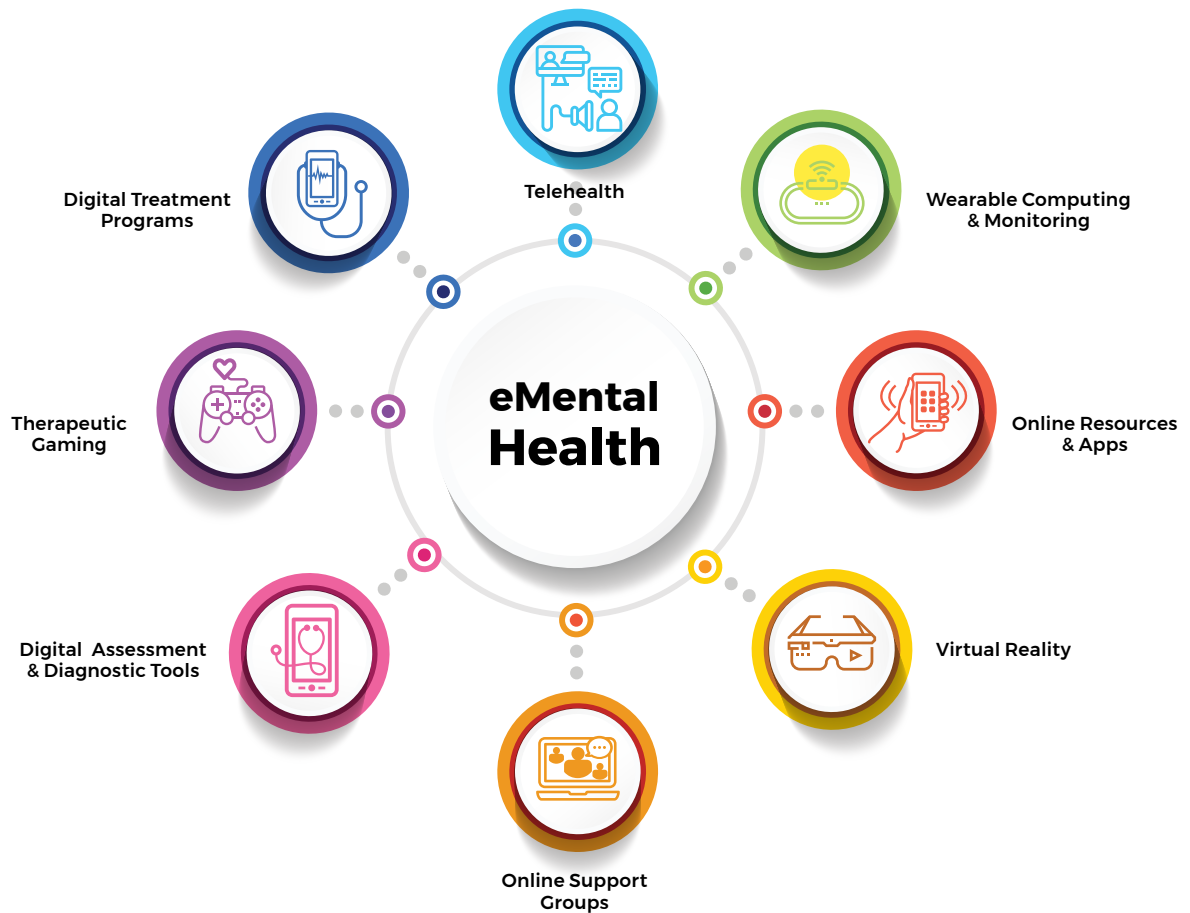 Telehealth
Wearable Computing
& Monitoring
Online Resources
& Apps
Virtual Reality
Online Support
Groups
Digital Assessment
& Diagnostic Tools
Therapeutic
Gaming
Digital Treatment
Programs
eMental
Health